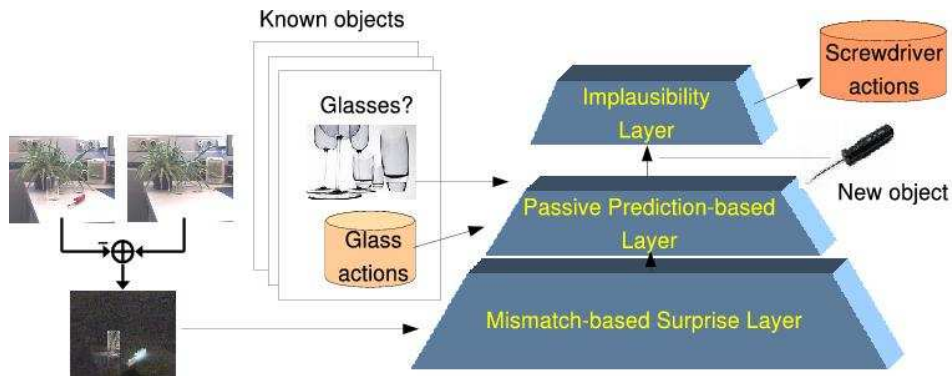 Known objects
Glasses?
Glass
actions
Implausibility
Layer
Screwdriver
actions
New object
Passive Prediction-based
Layer
Mismatch-based Surprise Layer